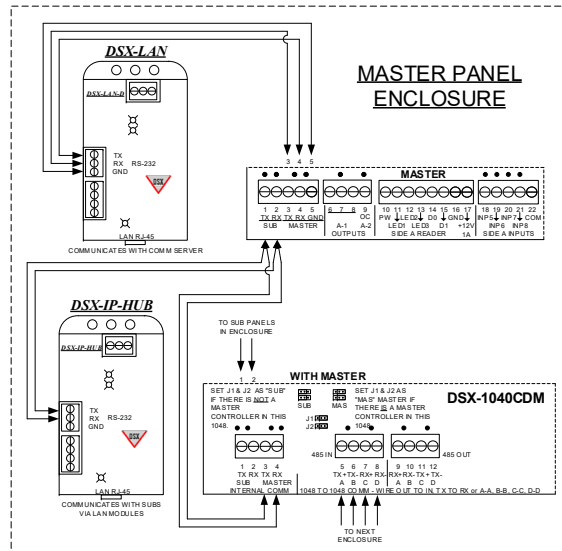 DSX-LAN
MASTER PANEL
ENCLOSURE
DSX-LAN-D
TX
RX RS-232
GND
DSX
LAN RJ-45
COMMUNICATES WITH COMM SERVER
3 4 5
MASTER
1 2 3 4 5 6 7 8 9 10 11 12 13 14 15 16 17 18 19 20 21 22
TX RX TX RX GND
SUB MASTER
OC
A-1 A-2
OUTPUTS
PW LED2 D0 GND
LED1 LED3 D1 +12V
SIDE A READER 1A
INP5 INP7 COM
INP6 INP8
SIDE A INPUTS
DSX-IP-HUB
DSX-IP-HUB
TX
RX RS-232
GND
DSX
LAN RJ-45
COMMUNICATES WITH SUBS
VIA LAN MODULES
TO SUB PANELS
IN ENCLOSURE
1 2
WITH MASTER
DSX-1040CDM
SET J1 & J2 AS "SUB"
IF THERE IS NOT A
MASTER
CONTROLLER IN THIS
1048.
SUB
MAS
SET J1 & J2 AS
"MAS" MASTER IF
THERE IS A MASTER
CONTROLLER IN THIS
1048.
J1
J2
485 IN
485 OUT
1 2 3 4
TX RX TX RX
SUB MASTER
INTERNAL COMM
5 6 7 8 9 10 11 12
TX+ TX- RX+ RX- RX+ RX- TX+ TX-
A B C D A B C D
1048 TO 1048 COMM - WIRE OUT TO IN, TX TO RX or A-A, B-B, C-C, D-D
TO NEXT
ENCLOSURE